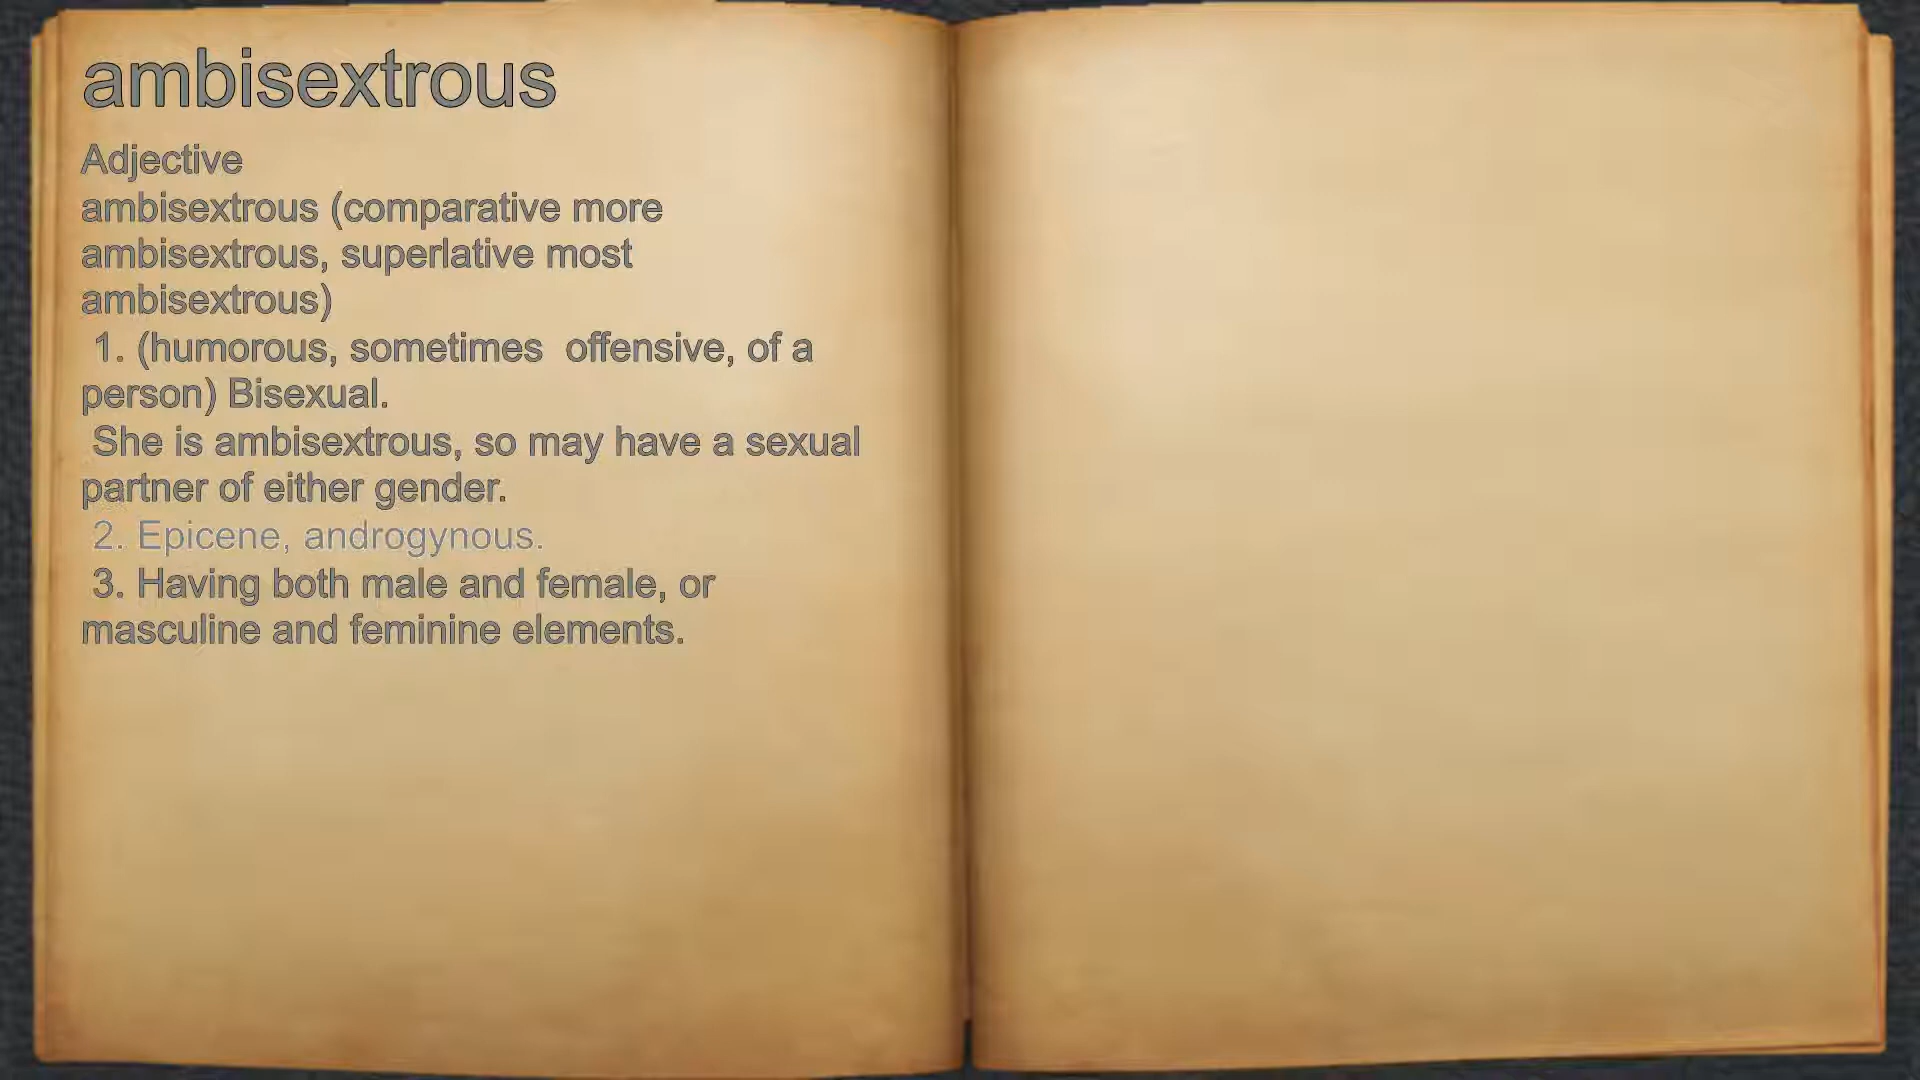 ambisextrous
Adjective
ambisextrous (comparative more
ambisextrous, superlative most
ambisextrous)
1. (humorous, sometimes  offensive, of a
person) Bisexual.
She is ambisextrous, so may have a sexual
partner of either gender.
2. Epicene, androgynous.
3. Having both male and female, or
masculine and feminine elements.